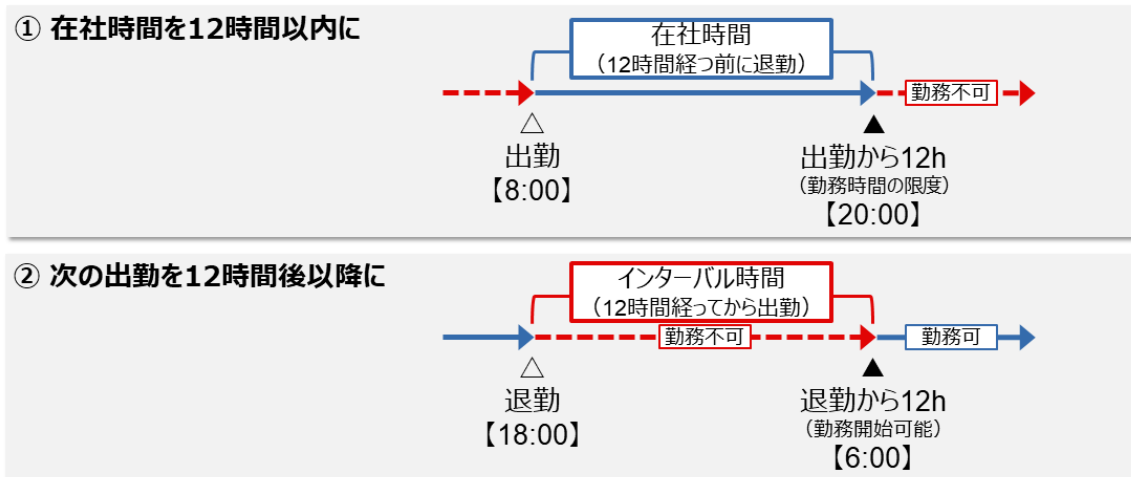 ① 在社時間を12時間以内に
在社時間
（12時間経つ前に退勤）
勤務不可
△
▲
出勤
【8:00】
出勤から12h
（勤務時間の限度）
【20:00】
② 次の出勤を12時間後以降に
インターバル時間
（12時間経ってから出勤）
勤務不可
勤務可
△
▲
退勤
【18:00】
退勤から12h
（勤務開始可能）
【6:00】